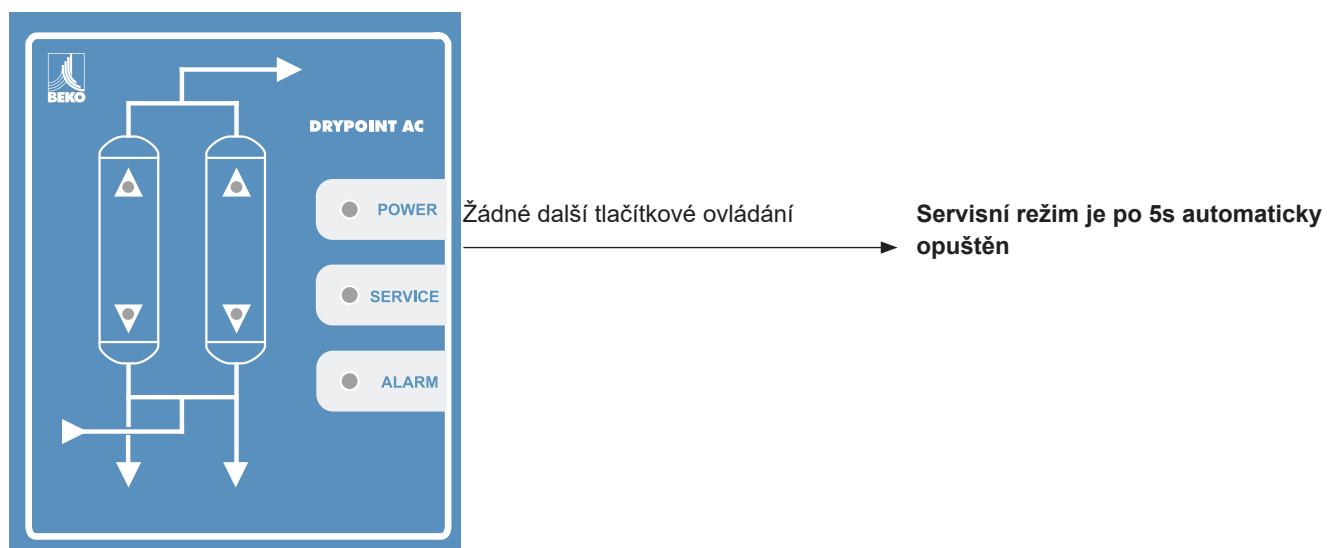 BEKO
DRYPOINT AC
POWER
SERVICE
ALARM
Žádné další tlačítkové ovládání
Servisní režim je po 5s automaticky
opuštěn